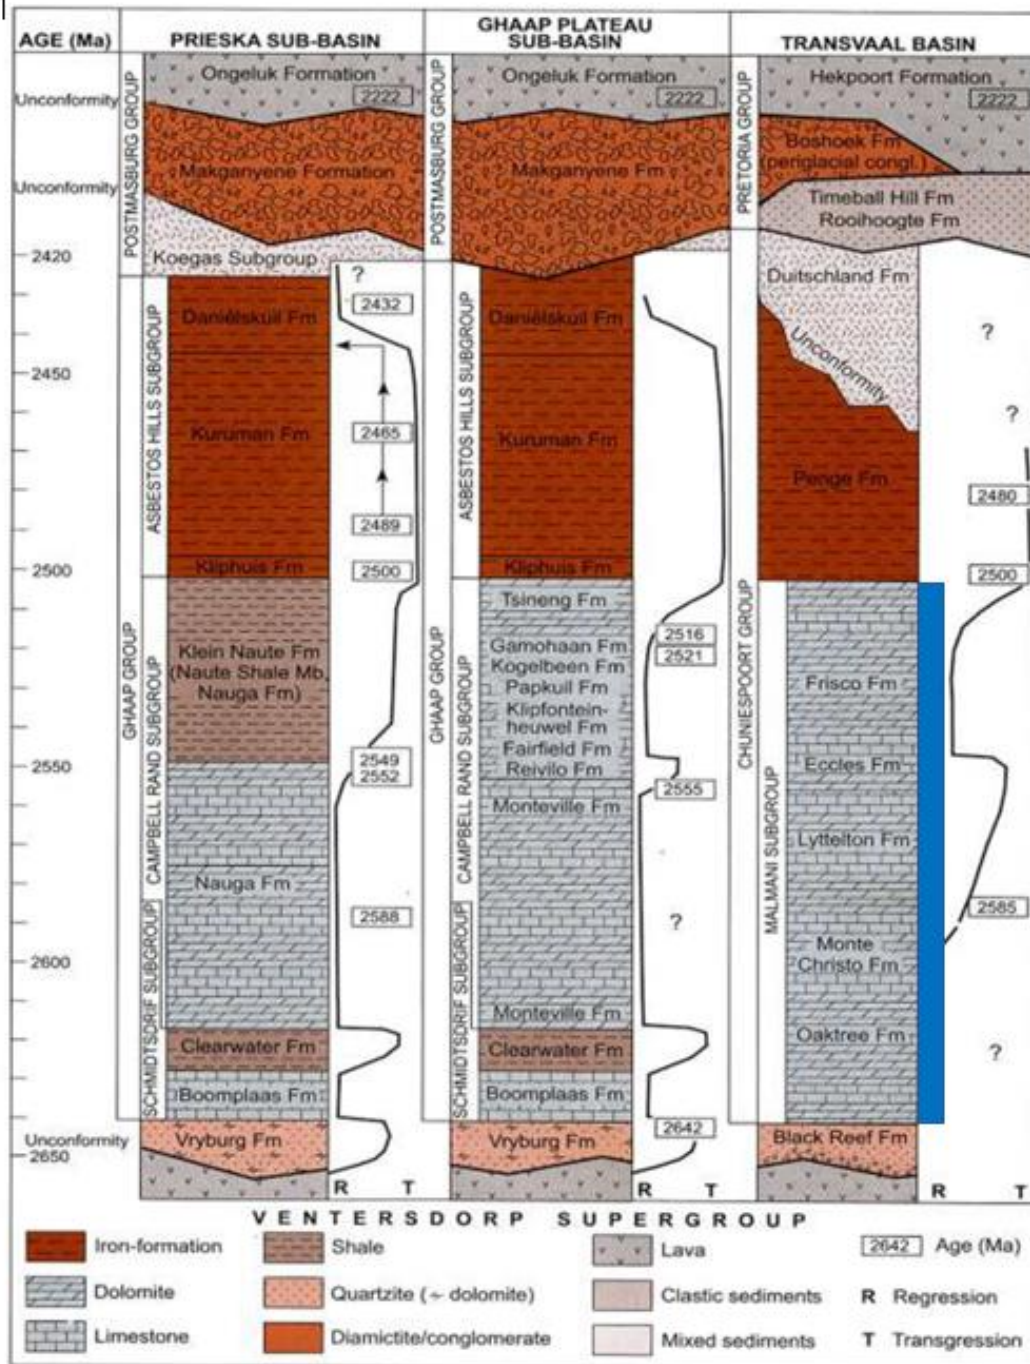 AGE (Ma)
PRIESKA SUB-BASIN
GHAAP PLATEAU
SUB-BASIN
TRANSVAAL BASIN
Unconformity
Unconformity
2420
2450
2500
2550
2600
Unconformity
2650
POSTMASBURG GROUP
GHAAP GROUP
ASBESTOS HILLS SUBGROUP
CAMPBELL RAND SUBGROUP
SCHMIDTSDRIF SUBGROUP
Ongeluk Formation
2222
Makganyene Formation
Koegas Subgroup
?
Daniëlskuil Fm
2432
Kuruman Fm
2465
2489
Kliphuis Fm
2500
Klein Naute Fm
(Naute Shale Mb,
Nauga Fm)
2549
2552
Nauga Fm
2588
Clearwater Fm
Boomplaas Fm
Vryburg Fm
R T
POSTMASBURG GROUP
GHAAP GROUP
ASBESTOS HILLS SUBGROUP
CAMPBELL RAND SUBGROUP
SCHMIDTSDRIF SUBGROUP
Ongeluk Formation
2222
Makganyene Fm
Daniëlskuil Fm
Kuruman Fm
Kliphuis Fm
Tsineng Fm
Gamohaan Fm
2516
Kogelbeen Fm
2521
Papkuil Fm
Klipfontein-
heuwel Fm
Fairfield Fm
Reivilo Fm
2555
Monteville Fm
?
Monteville Fm
Clearwater Fm
Boomplaas Fm
2642
Vryburg Fm
R T
PRETORIA GROUP
CHUNIESPOORT GROUP
MALMANI SUBGROUP
Hekpoort Formation
2222
Boshoek Fm
(periglacial congl.)
Timeball Hill Fm
Rooihoogte Fm
Duitschland Fm
?
Unconformity
?
Penge Fm
2480
2500
Frisco Fm
Eccles Fm
Lyttelton Fm
2585
Monte
Christo Fm
Oaktree Fm
?
Black Reef Fm
R T
VENTERSDORP SUPERGROUP
Iron-formation
Shale
Lava
2642 Age (Ma)
Dolomite
Quartzite (~ dolomite)
Clastic sediments
R Regression
Limestone
Diamictite/conglomerate
Mixed sediments
T Transgression